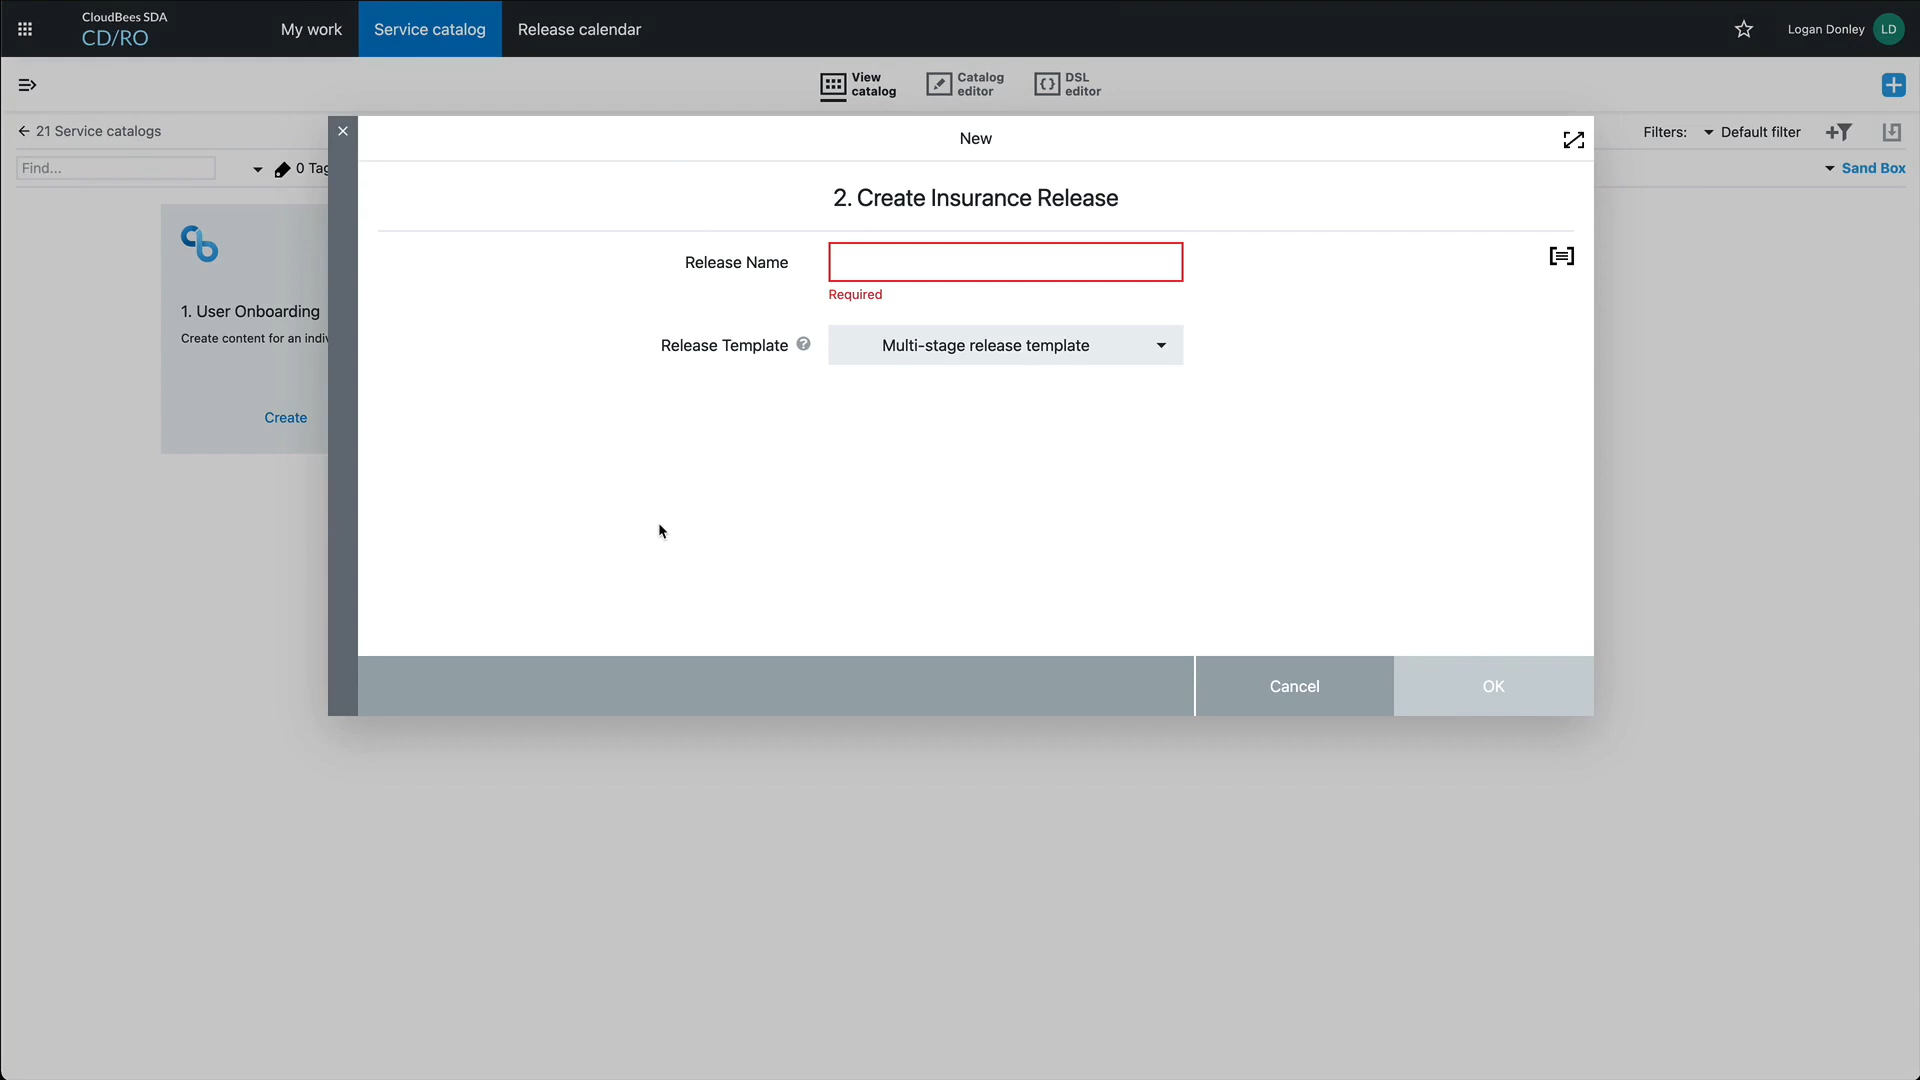 CloudBees SDA
CD/RO
My work
Service catalog
Release calendar
Logan Donley
LD
View catalog
Catalog editor
DSL editor
21 Service catalogs
Filters:
Default filter
Find...
0 Tag
Sand Box
New
2. Create Insurance Release
Release Name
Required
Release Template
Multi-stage release template
1. User Onboarding
Create content for an indiv
Create
Cancel
OK